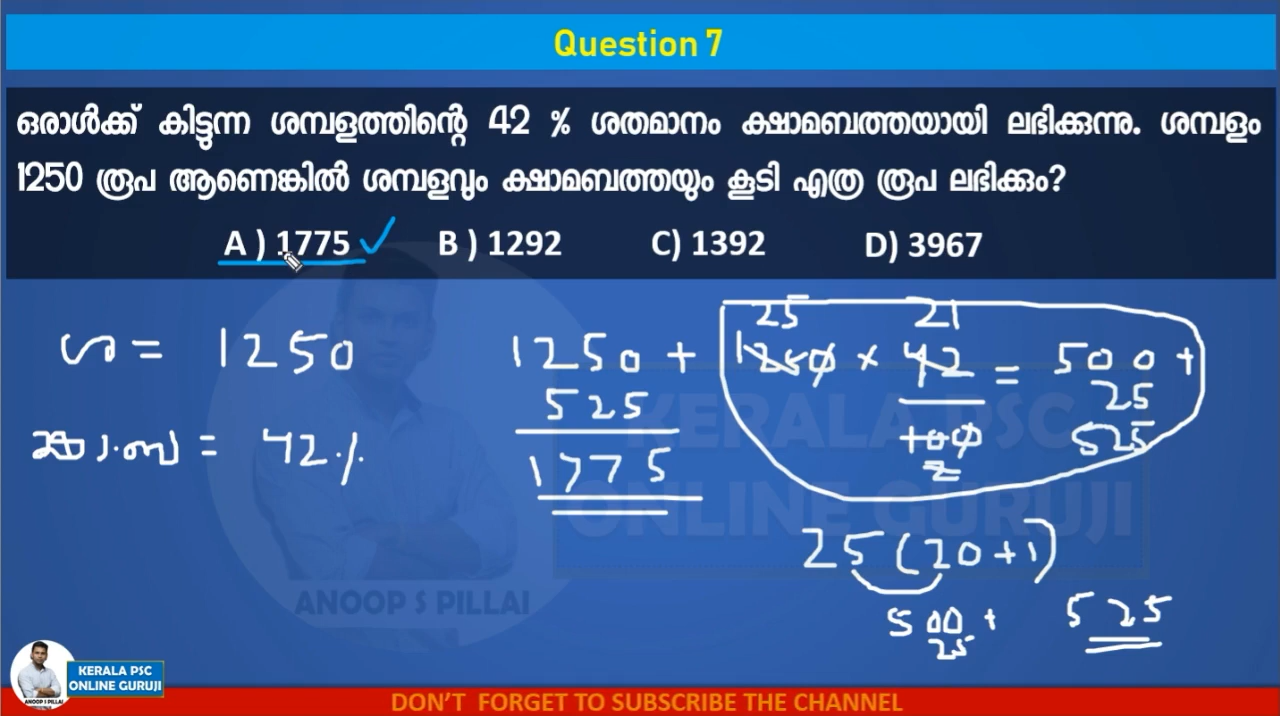 Question 7
ഒരാൾക്ക് കിട്ടുന്ന ശമ്പളത്തിന്റെ 42 % ശതമാനം ക്ഷാമബത്തയായി ലഭിക്കുന്നു. ശമ്പളം
1250 രൂപ ആണെങ്കിൽ ശമ്പളവും ക്ഷാമബത്തയും കൂടി എത്ര രൂപ ലഭിക്കും?
A ) 1775 ✓ B ) 1292 C) 1392 D) 3967
25 21
ശ = 1250 1250 + 1250 × 42 = 500 +
525 25
ക്ഷാ.ബ = 42 % 100 525
2
1775
25 (20 + 1)
500 + 525
25
KERALA PSC
ONLINE GURUJI
ANOOP S PILLAI
KERALA PSC
ONLINE GURUJI
ANOOP S PILLAI
DON'T FORGET TO SUBSCRIBE THE CHANNEL